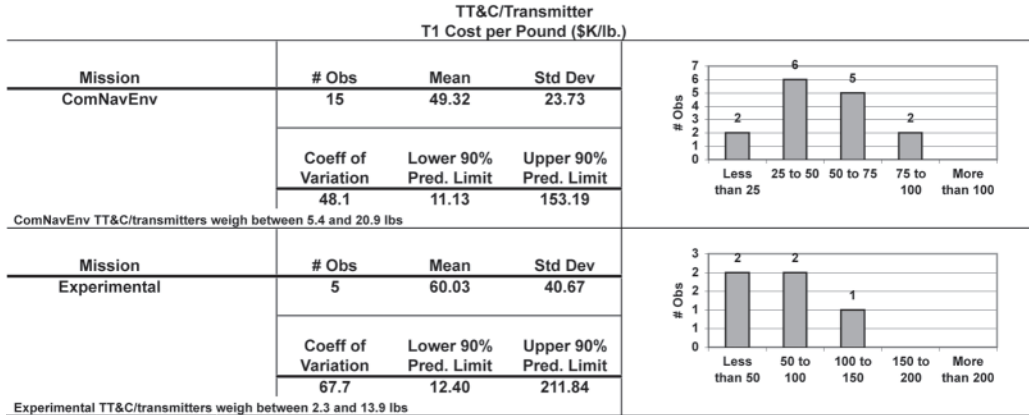 TT&C/Transmitter
T1 Cost per Pound ($K/lb.)
Mission # Obs Mean Std Dev
ComNavEnv 15 49.32 23.73
Coeff of Lower 90% Upper 90%
Variation Pred. Limit Pred. Limit
48.1 11.13 153.19
ComNavEnv TT&C/transmitters weigh between 5.4 and 20.9 lbs
# Obs
7
6
5
4
3
2
1
0
2 6 5 2
Less 25 to 50 50 to 75 75 to More
than 25 100 than 100
Mission # Obs Mean Std Dev
Experimental 5 60.03 40.67
Coeff of Lower 90% Upper 90%
Variation Pred. Limit Pred. Limit
67.7 12.40 211.84
Experimental TT&C/transmitters weigh between 2.3 and 13.9 lbs
# Obs
3
2
2
1
1
0
2 2 1
Less 50 to 100 to 150 to More
than 50 100 150 200 than 200